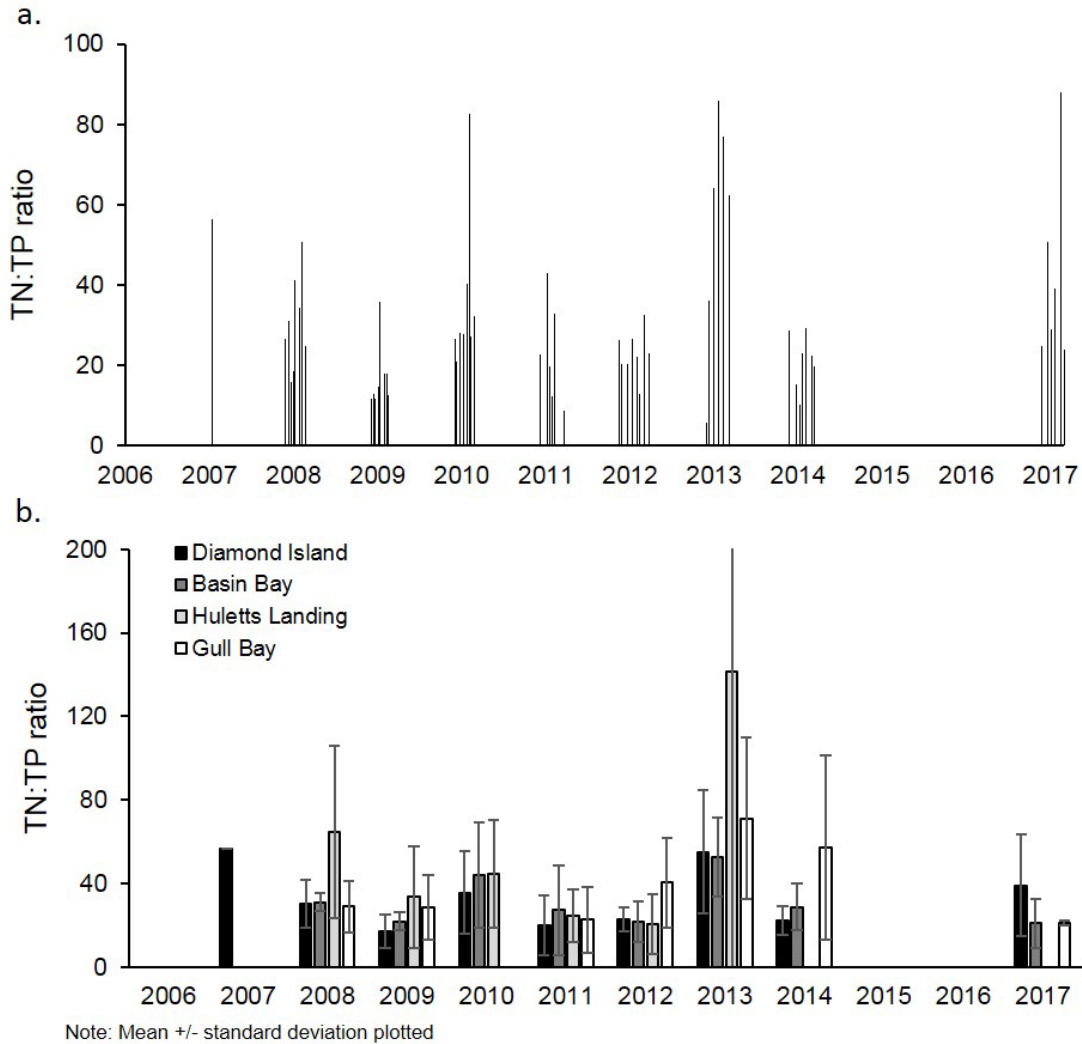 a.
100
80
60
40
20
0
TN:TP ratio
2006 2007 2008 2009 2010 2011 2012 2013 2014 2015 2016 2017
b.
200
160
120
80
40
0
TN:TP ratio
Diamond Island
Basin Bay
Huletts Landing
Gull Bay
2006 2007 2008 2009 2010 2011 2012 2013 2014 2015 2016 2017
Note: Mean +/- standard deviation plotted